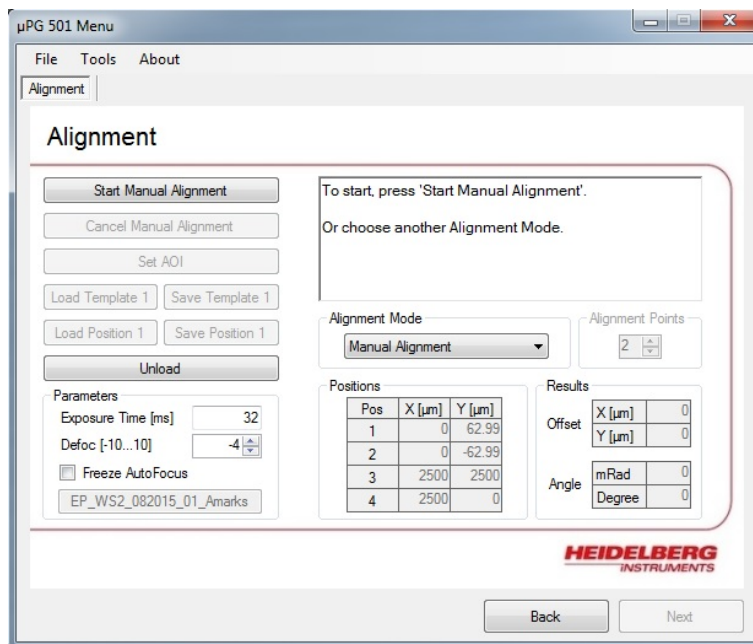 µPG 501 Menu
File Tools About
Alignment
Alignment
Start Manual Alignment
Cancel Manual Alignment
Set AOI
Load Template 1 Save Template 1
Load Position 1 Save Position 1
Unload
To start, press 'Start Manual Alignment'.
Or choose another Alignment Mode.
Alignment Mode
Manual Alignment
Alignment Points
2
Parameters
Exposure Time [ms] 32
Defoc [-10...10] -4
Freeze AutoFocus
EP_WS2_082015_01_Amarks
Positions
Pos X [µm] Y [µm]
1 0 62.99
2 0 -62.99
3 2500 2500
4 2500 0
Results
Offset
X [µm] 0
Y [µm] 0
Angle
mRad 0
Degree 0
HEIDELBERG
INSTRUMENTS
Back Next